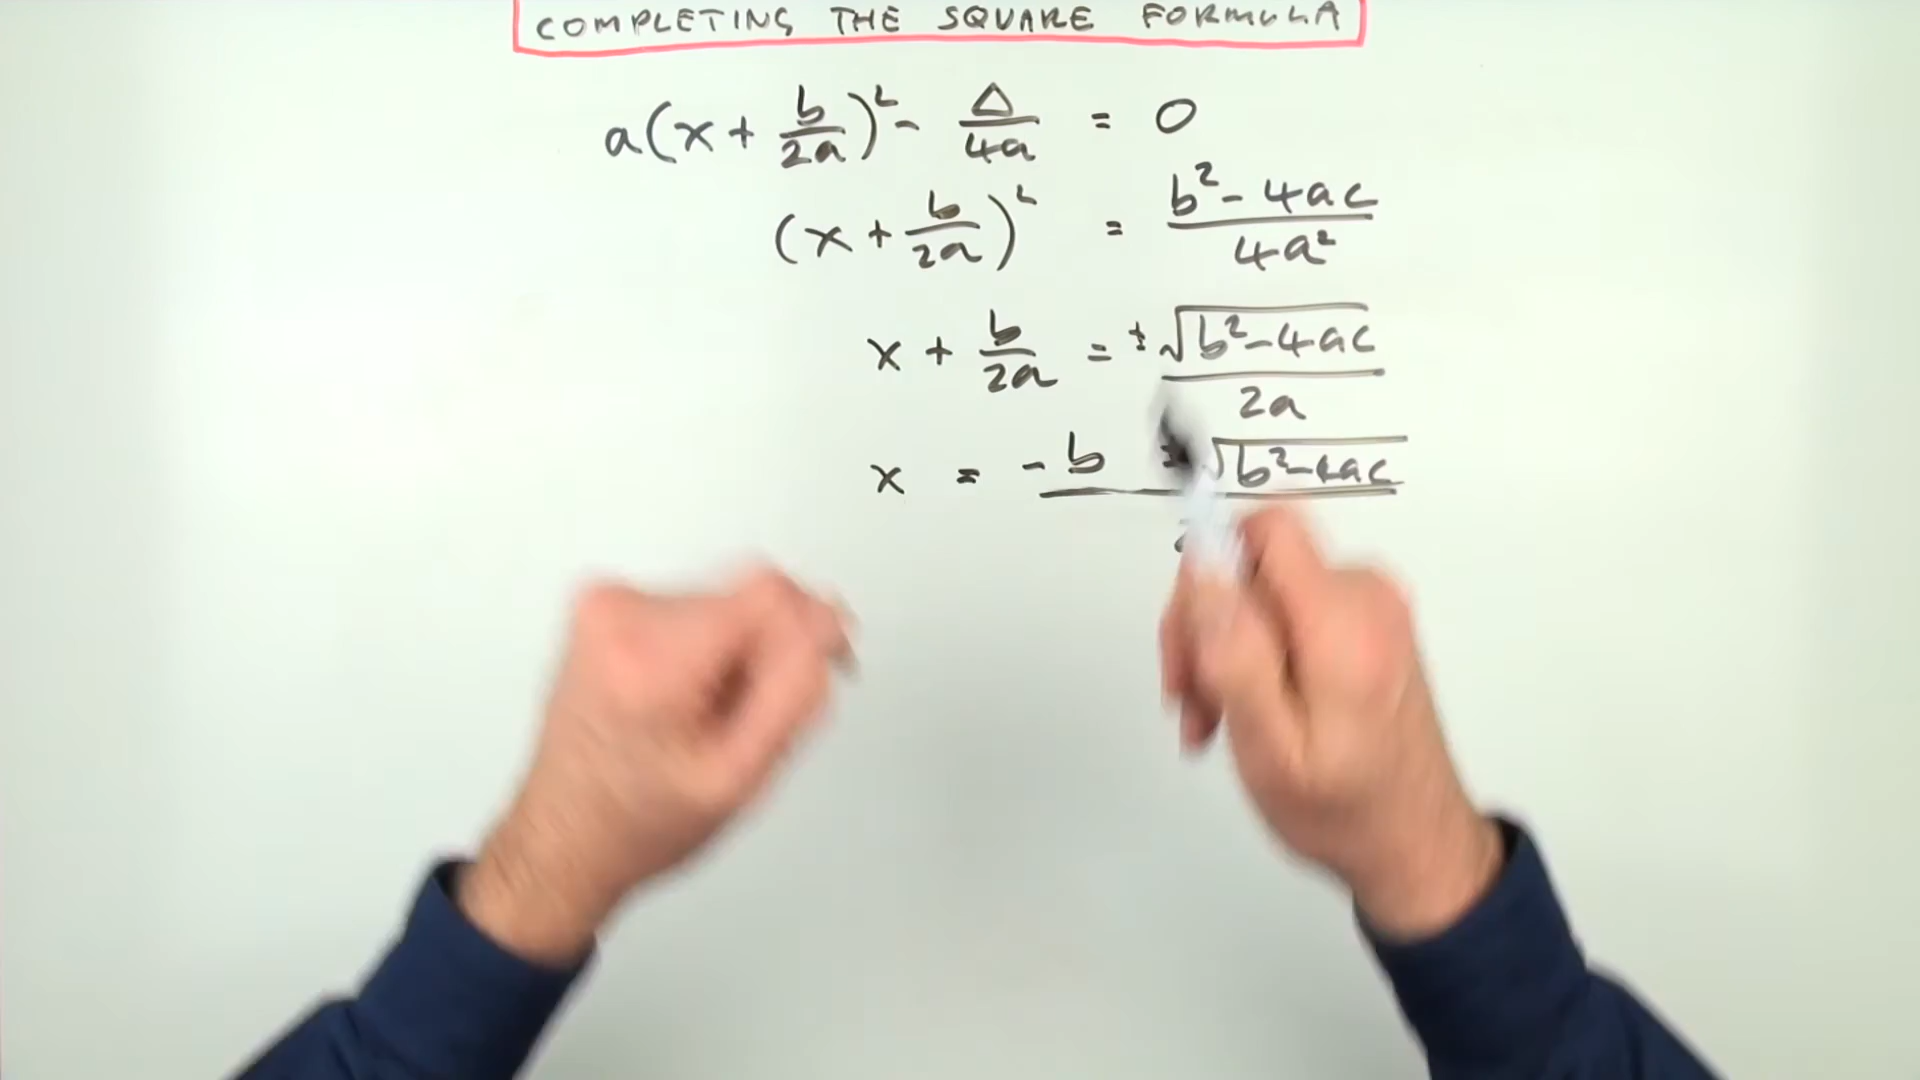 COMPLETING THE SQUARE FORMULA
a(x + b/2a)² - Δ/4a = 0
(x + b/2a)² = b² - 4ac/4a²
x + b/2a = ± √b² - 4ac/2a
x = -b ± √b² - 4ac